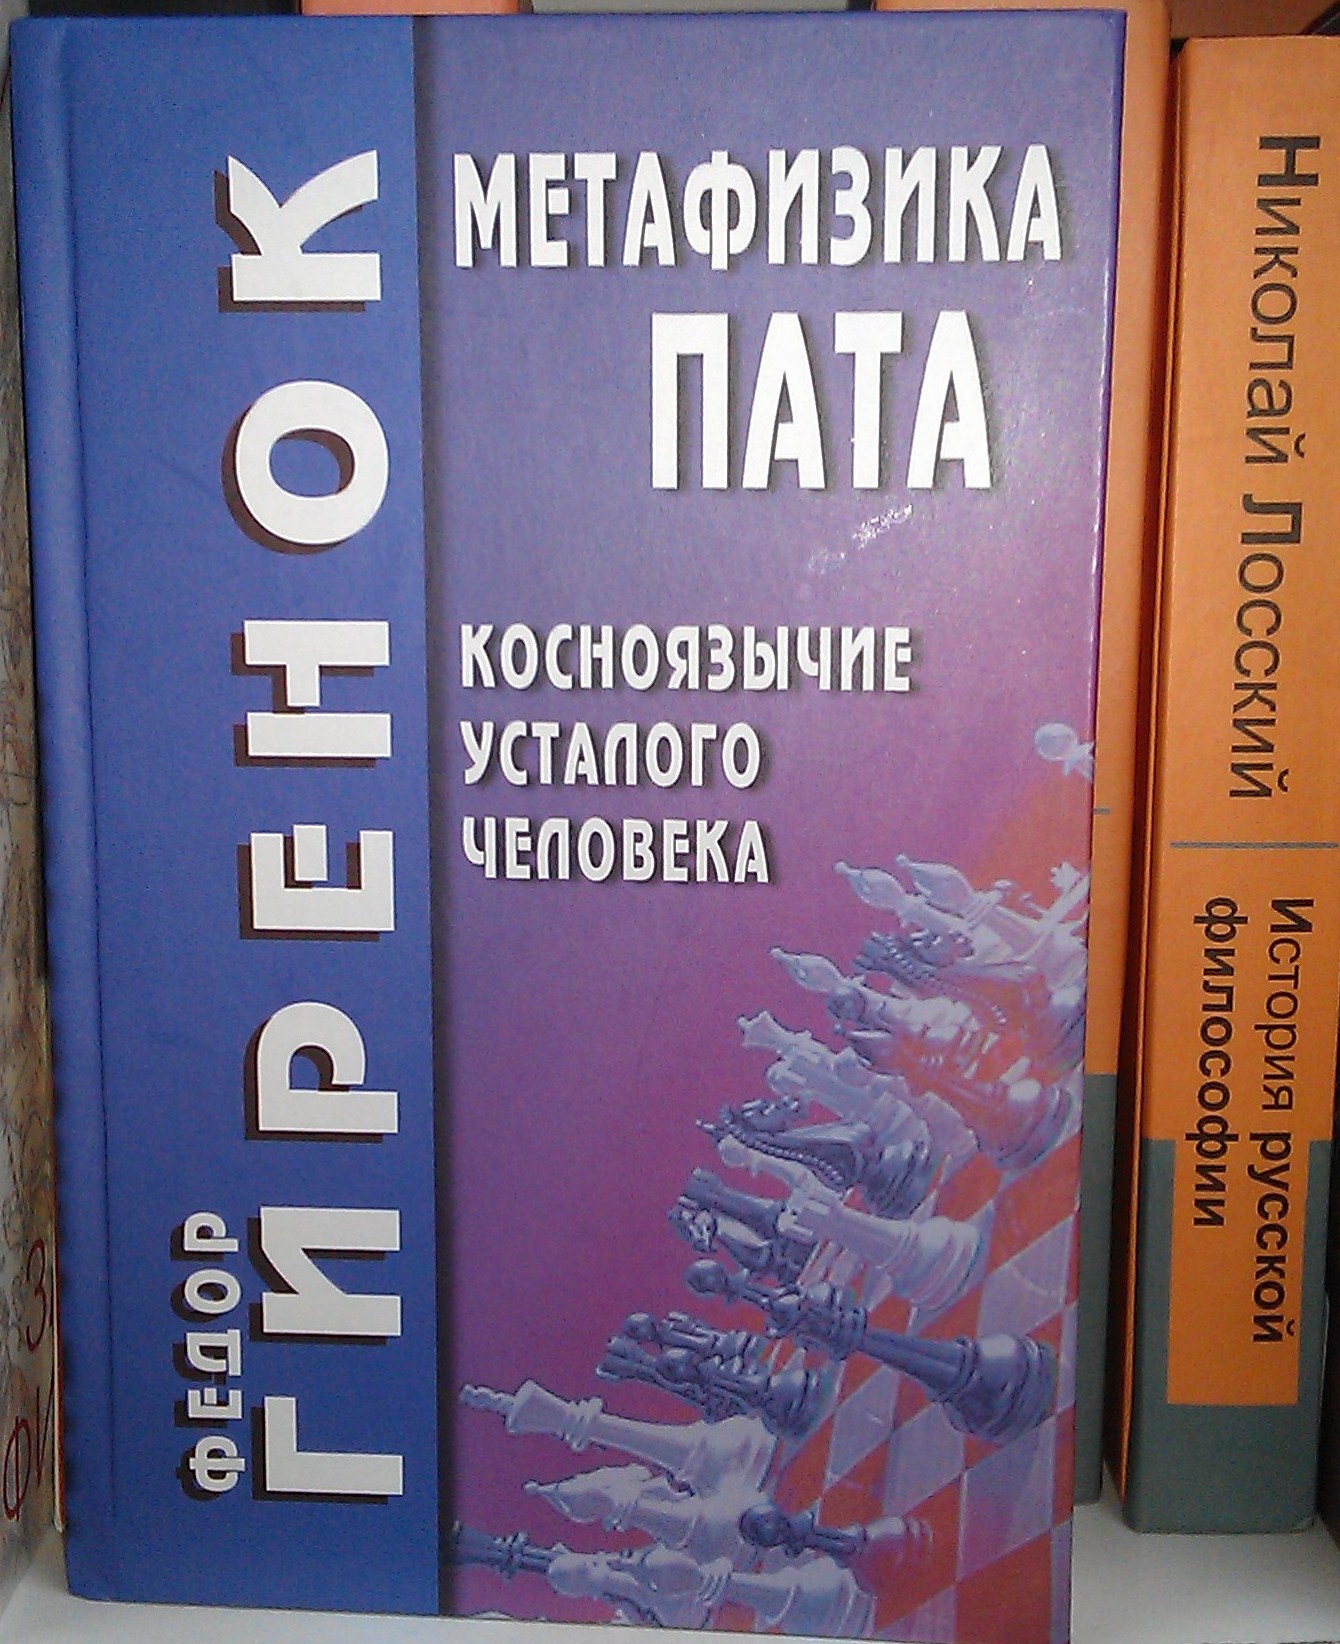 ФЕДОР
ГИРЕНОК
МЕТАФИЗИКА
ПАТА
КОСНОЯЗЫЧИЕ
УСТАЛОГО
ЧЕЛОВЕКА
Николай Лосский
История русской
философии